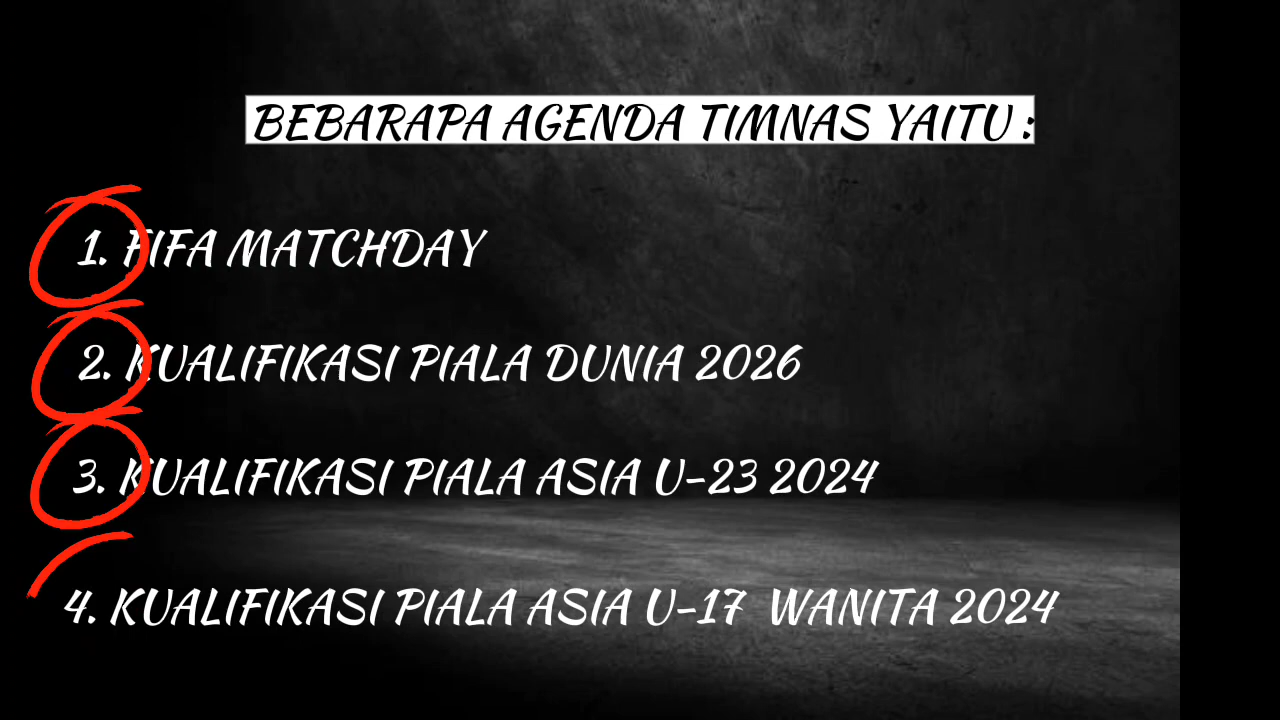 BEBARAPA AGENDA TIMNAS YAITU :
1. FIFA MATCHDAY
2. KUALIFIKASI PIALA DUNIA 2026
3. KUALIFIKASI PIALA ASIA U-23 2024
4. KUALIFIKASI PIALA ASIA U-17 WANITA 2024